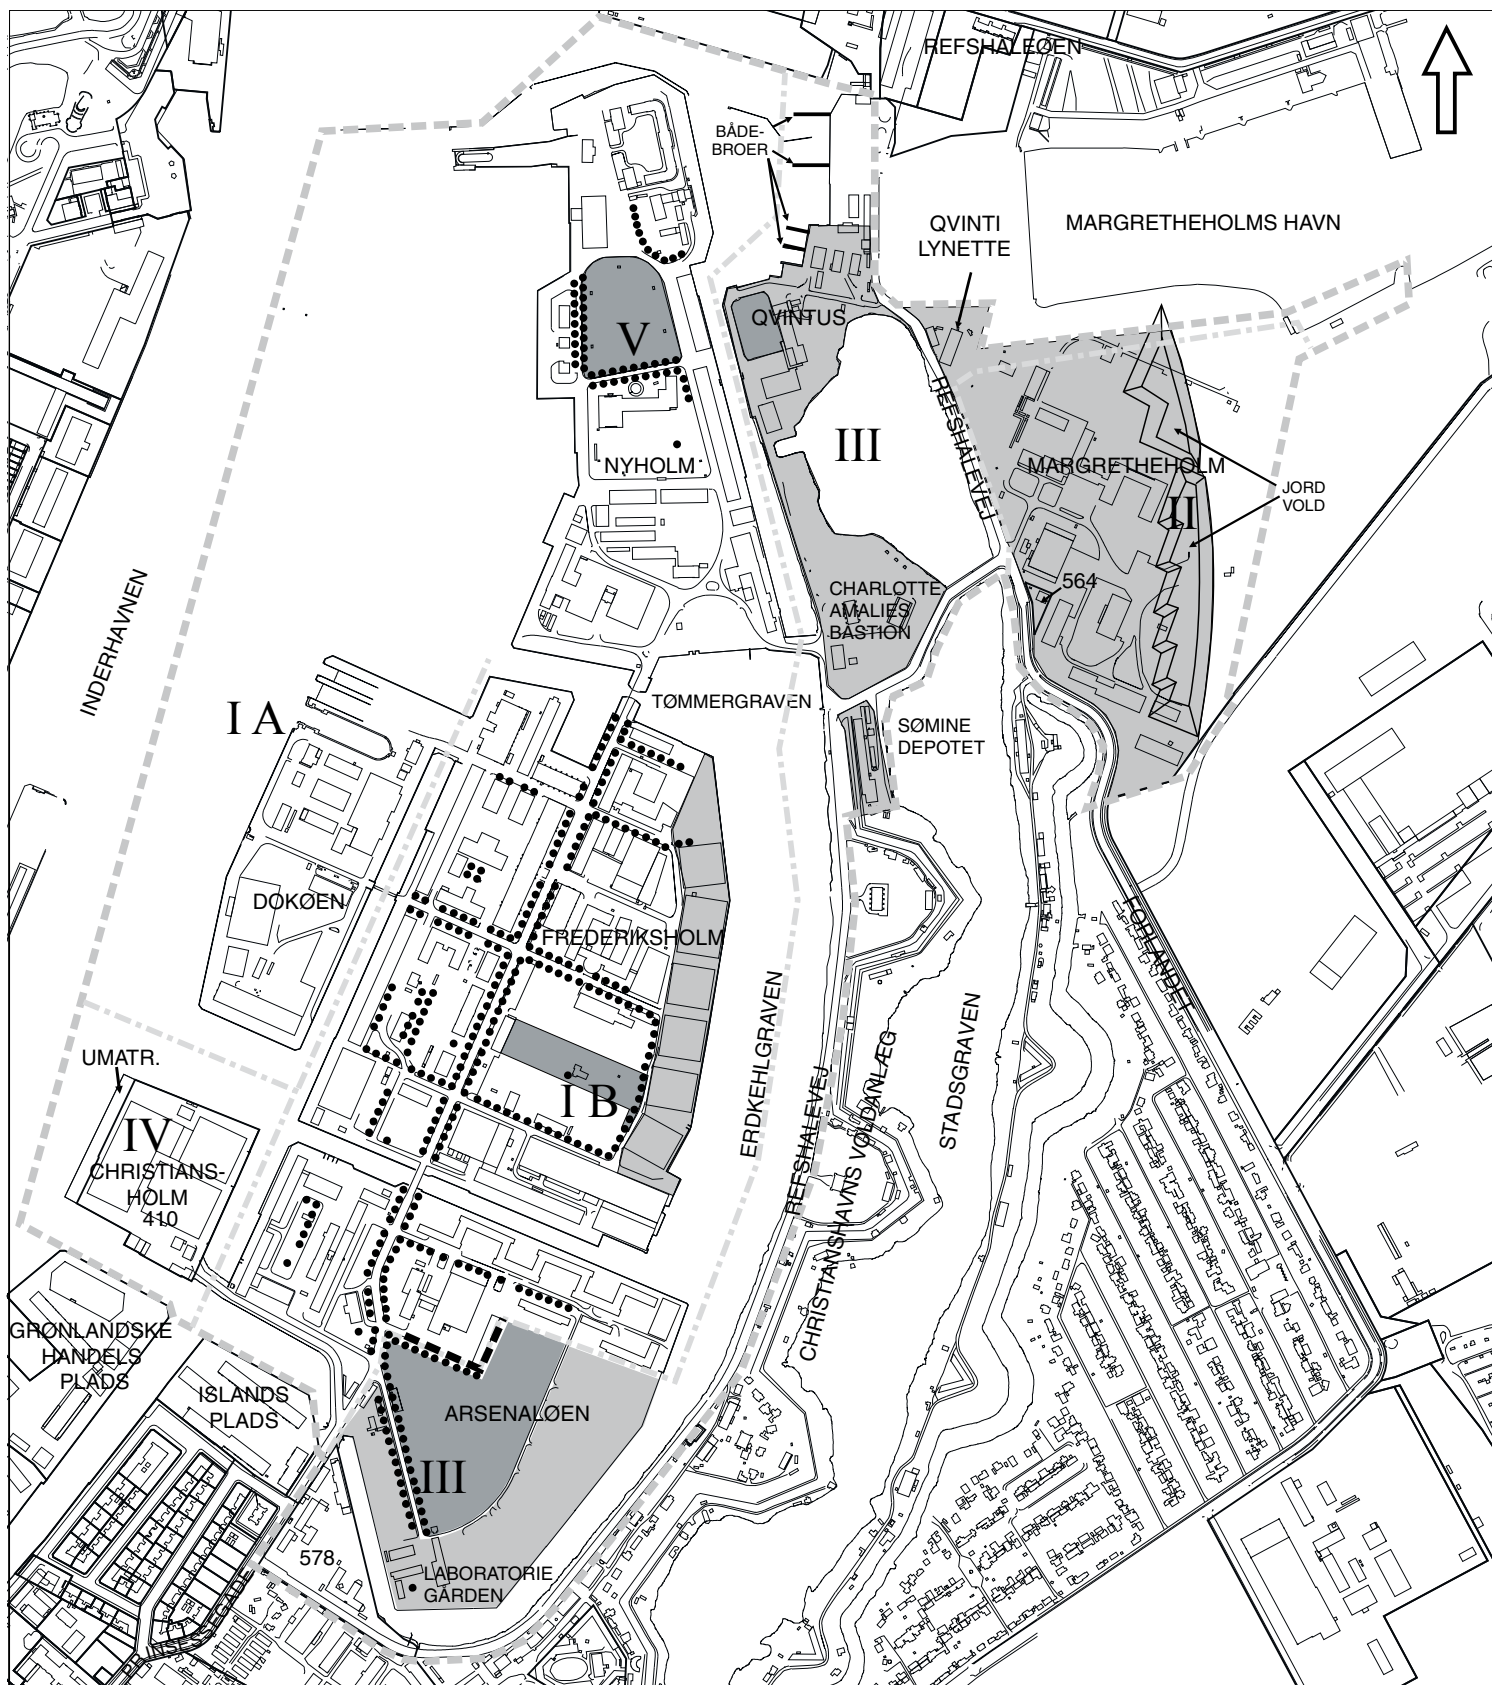 REFSHALEØEN
BÅDE-
BROER
QVINTI
LYNETTE
MARGRETHEHOLMS HAVN
QVINTUS
V
REFSHALEVEJ
III
NYHOLM
MARGRETHEHOLM
JORD
VOLD
II
564
CHARLOTTE
AMALIES
BASTION
INDERHAVNEN
TØMMERGRAVEN
I A
SØMINE
DEPOTET
DOKØEN
FREDERIKSHOLM
FORLANDET
ERDKEHLGRAVEN
STADSGRAVEN
UMATR.
I B
IV
CHRISTIANS-
HOLM
410
REFSHALEVEJ
CHRISTIANSHAVNS VOLDANLÆG
GRØNLANDSKE
HANDELS
PLADS
ISLANDS
PLADS
ARSENALØEN
III
578
LABORATORIE
GÅRDEN